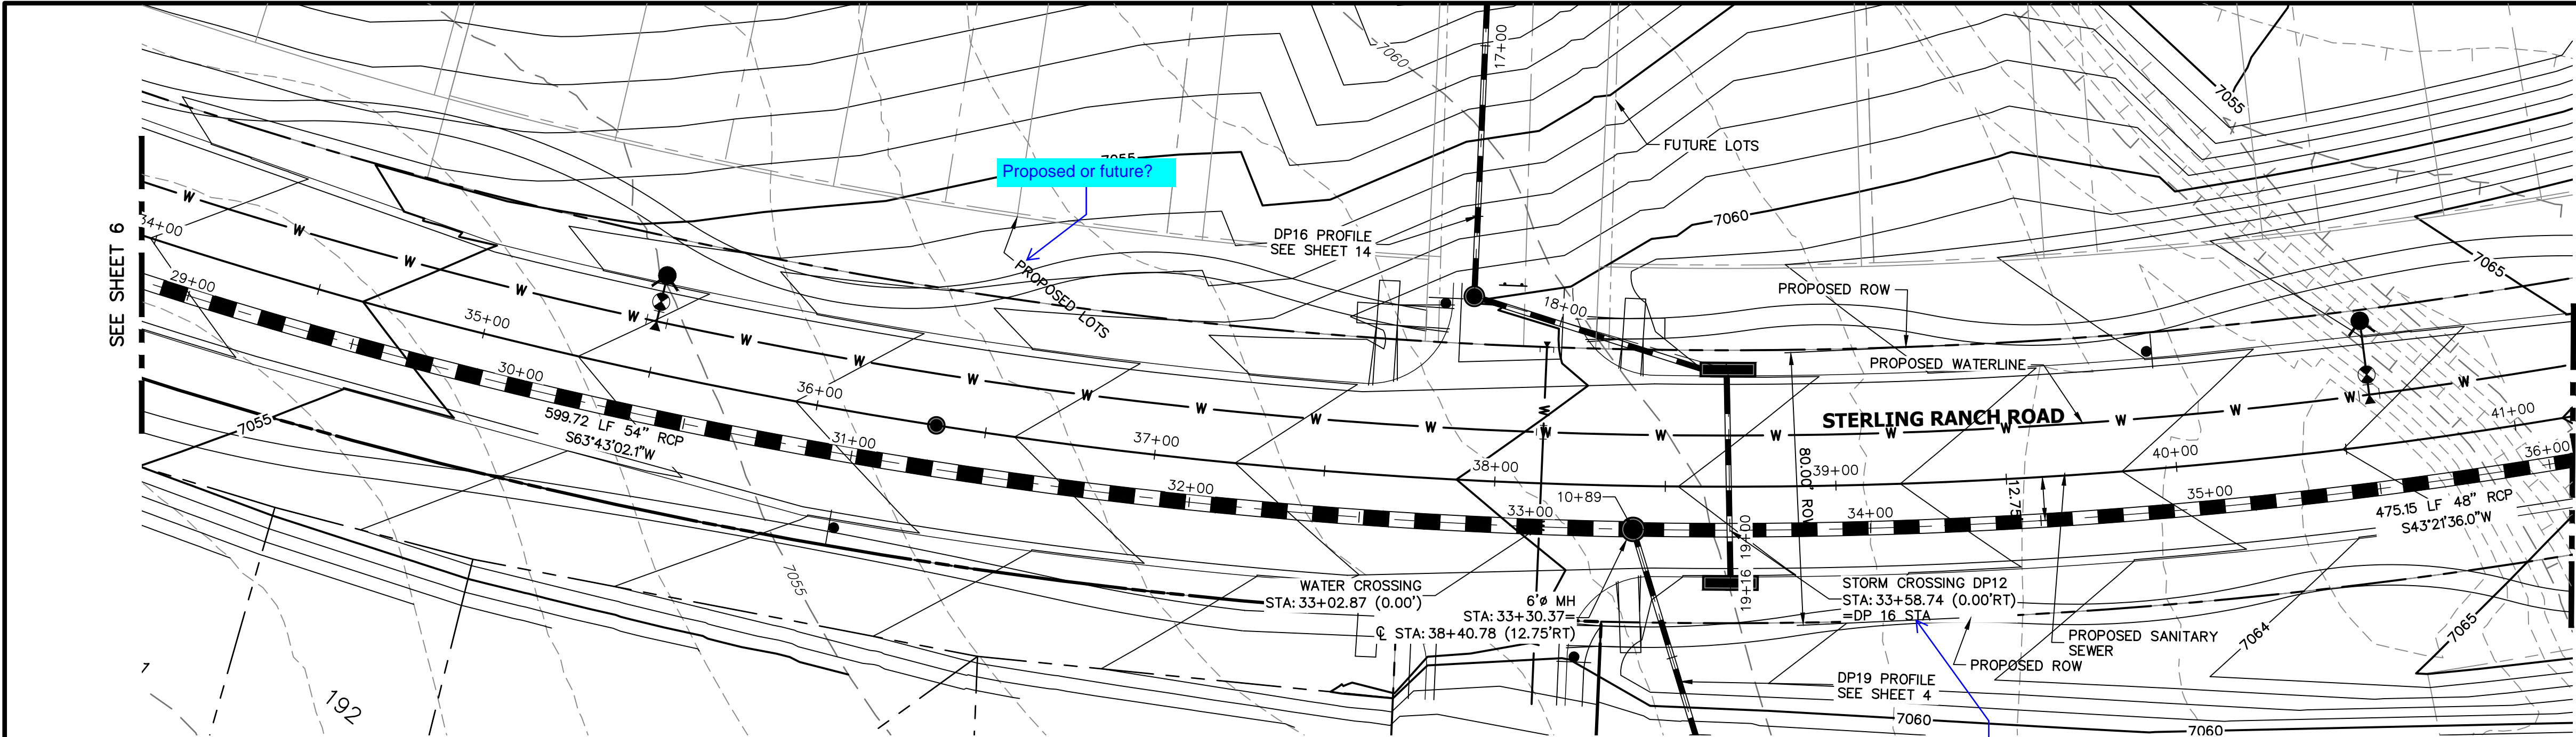 17+00
7060
7055
FUTURE LOTS
Proposed or future?
7055
SEE SHEET 6
W
34+00
7060
DP16 PROFILE
SEE SHEET 14
PROPOSED LOTS
7065
29+00
PROPOSED ROW
18+00
35+00
PROPOSED WATERLINE
30+00
36+00
STERLING RANCH ROAD
41+00
7055
599.72 LF 54" RCP
S63°43'02.1"W
31+00
37+00
38+00
80.00' ROW
39+00
40+00
36+00
12.75'
32+00
10+89
33+00
34+00
35+00
475.15 LF 48" RCP
S43°21'36.0"W
19+00
19+16
7055
WATER CROSSING
STA: 33+02.87 (0.00')
6'ø MH
STA: 33+30.37=
℄ STA: 38+40.78 (12.75'RT)
STORM CROSSING DP12
STA: 33+58.74 (0.00'RT)
=DP 16 STA
PROPOSED SANITARY
SEWER
PROPOSED ROW
7064
7065
DP19 PROFILE
SEE SHEET 4
192
7060
7060